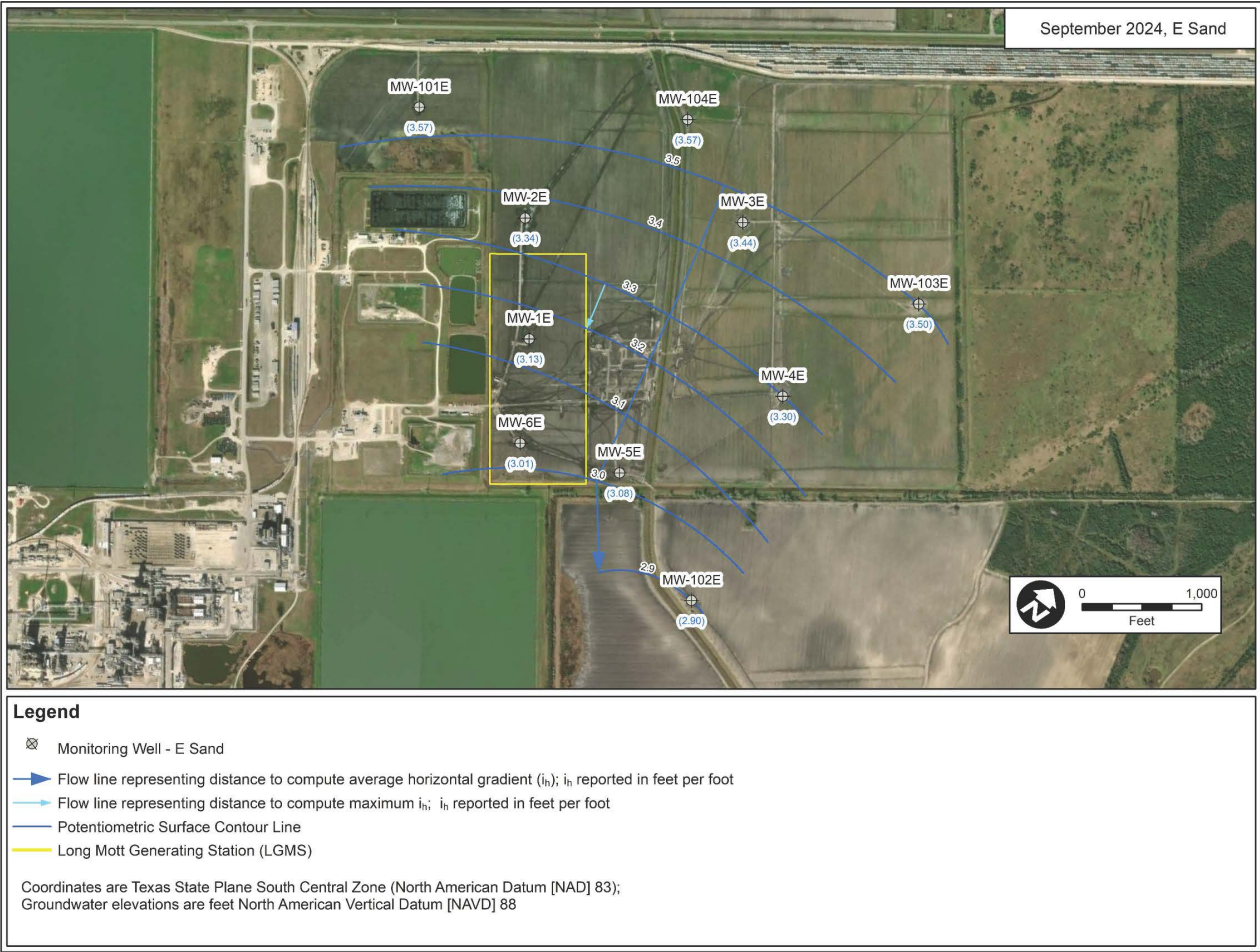 September 2024, E Sand
MW-101E
(3.57)
MW-104E
(3.57)
3.5
MW-2E
(3.34)
MW-3E
(3.44)
3.4
3.3
MW-103E
(3.50)
MW-1E
(3.13)
3.2
MW-4E
(3.30)
3.1
MW-6E
(3.01)
MW-5E
(3.08)
3.0
2.9
MW-102E
(2.90)
N
0 1,000
Feet
Legend
Monitoring Well - E Sand
Flow line representing distance to compute average horizontal gradient (ih); ih reported in feet per foot
Flow line representing distance to compute maximum ih; ih reported in feet per foot
Potentiometric Surface Contour Line
Long Mott Generating Station (LGMS)
Coordinates are Texas State Plane South Central Zone (North American Datum [NAD] 83);
Groundwater elevations are feet North American Vertical Datum [NAVD] 88